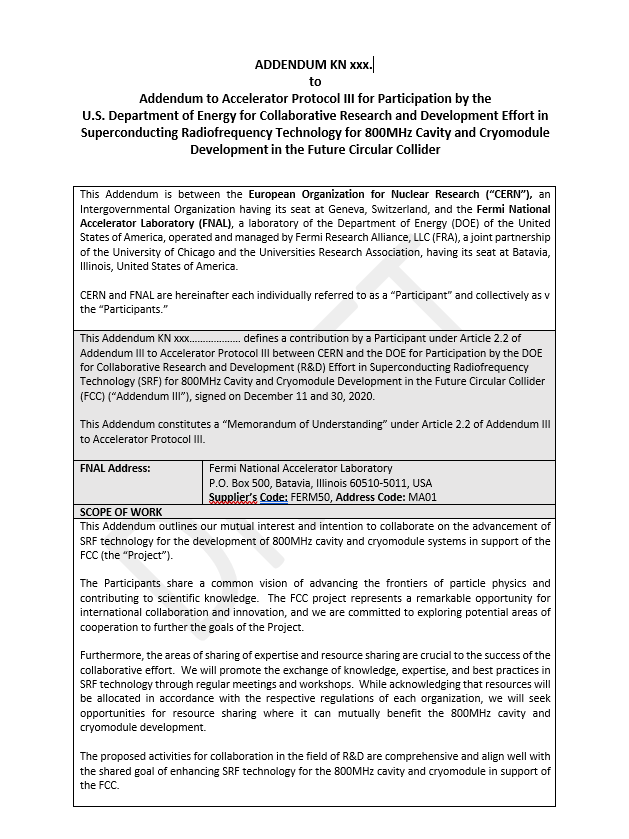 ADDENDUM KN xxx.
to
Addendum to Accelerator Protocol III for Participation by the
U.S. Department of Energy for Collaborative Research and Development Effort in
Superconducting Radiofrequency Technology for 800MHz Cavity and Cryomodule
Development in the Future Circular Collider
This Addendum is between the European Organization for Nuclear Research (“CERN”), an
Intergovernmental Organization having its seat at Geneva, Switzerland, and the Fermi National
Accelerator Laboratory (FNAL), a laboratory of the Department of Energy (DOE) of the United
States of America, operated and managed by Fermi Research Alliance, LLC (FRA), a joint partnership
of the University of Chicago and the Universities Research Association, having its seat at Batavia,
Illinois, United States of America.
CERN and FNAL are hereinafter each individually referred to as a “Participant” and collectively as v
the “Participants.”
This Addendum KN xxx.................. defines a contribution by a Participant under Article 2.2 of
Addendum III to Accelerator Protocol III between CERN and the DOE for Participation by the DOE
for Collaborative Research and Development (R&D) Effort in Superconducting Radiofrequency
Technology (SRF) for 800MHz Cavity and Cryomodule Development in the Future Circular Collider
(FCC) (“Addendum III”), signed on December 11 and 30, 2020.
This Addendum constitutes a “Memorandum of Understanding” under Article 2.2 of Addendum III
to Accelerator Protocol III.
FNAL Address:
Fermi National Accelerator Laboratory
P.O. Box 500, Batavia, Illinois 60510-5011, USA
Supplier's Code: FERM50, Address Code: MA01
SCOPE OF WORK
This Addendum outlines our mutual interest and intention to collaborate on the advancement of
SRF technology for the development of 800MHz cavity and cryomodule systems in support of the
FCC (the “Project”).
The Participants share a common vision of advancing the frontiers of particle physics and
contributing to scientific knowledge. The FCC project represents a remarkable opportunity for
international collaboration and innovation, and we are committed to exploring potential areas of
cooperation to further the goals of the Project.
Furthermore, the areas of sharing of expertise and resource sharing are crucial to the success of the
collaborative effort. We will promote the exchange of knowledge, expertise, and best practices in
SRF technology through regular meetings and workshops. While acknowledging that resources will
be allocated in accordance with the respective regulations of each organization, we will seek
opportunities for resource sharing where it can mutually benefit the 800MHz cavity and
cryomodule development.
The proposed activities for collaboration in the field of R&D are comprehensive and align well with
the shared goal of enhancing SRF technology for the 800MHz cavity and cryomodule in support of
the FCC.
DRAFT